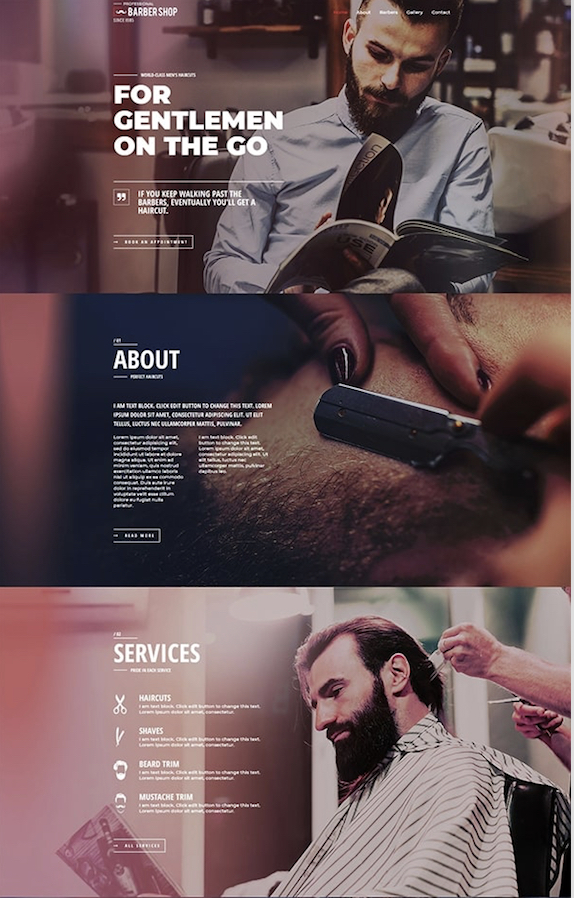 PROFESSIONAL
BARBER SHOP
SINCE 1985
About Barbers Gallery Contact
WORLD-CLASS MEN'S HAIRCUTS
FOR
GENTLEMEN
ON THE GO
IF YOU KEEP WALKING PAST THE
BARBERS, EVENTUALLY YOU'LL GET A
HAIRCUT.
BOOK AN APPOINTMENT
USE
/ 01
ABOUT
PERFECT HAIRCUTS
I AM TEXT BLOCK. CLICK EDIT BUTTON TO CHANGE THIS TEXT. LOREM
IPSUM DOLOR SIT AMET, CONSECTETUR ADIPISCING ELIT. UT ELIT
TELLUS, LUCTUS NEC ULLAMCORPER MATTIS, PULVINAR.
Lorem ipsum dolor sit amet,
consectetur adipisicing elit,
sed do eiusmod tempor
incididunt ut labore et dolore
magna aliqua. Ut enim ad
minim veniam, quis nostrud
exercitation ullamco laboris
nisi ut aliquip ex ea commodo
consequat. Duis aute irure
dolor in reprehenderit in
voluptate velit esse cillum
dolore eu fugiat nulla
pariatur.
I am text block. Click edit
button to change this text.
Lorem ipsum dolor sit amet,
consectetur adipiscing elit. Ut
elit tellus, luctus nec
ullamcorper mattis, pulvinar
dapibus leo.
READ MORE
/ 02
SERVICES
PRIDE IN EACH SERVICE
HAIRCUTS
I am text block. Click edit button to change this text.
Lorem ipsum dolor sit amet, consectetur.
SHAVES
I am text block. Click edit button to change this text.
Lorem ipsum dolor sit amet, consectetur.
BEARD TRIM
I am text block. Click edit button to change this text.
Lorem ipsum dolor sit amet, consectetur.
MUSTACHE TRIM
I am text block. Click edit button to change this text.
Lorem ipsum dolor sit amet, consectetur.
ALL SERVICES